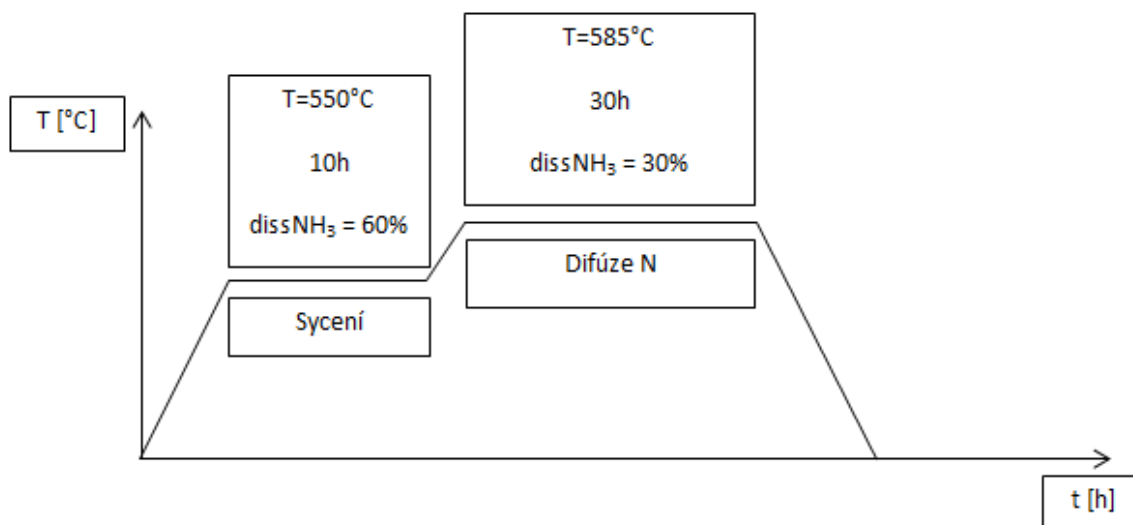 T [°C]
T=550°C
10h
dissNH₃ = 60%
Sycení
T=585°C
30h
dissNH₃ = 30%
Difúze N
t [h]